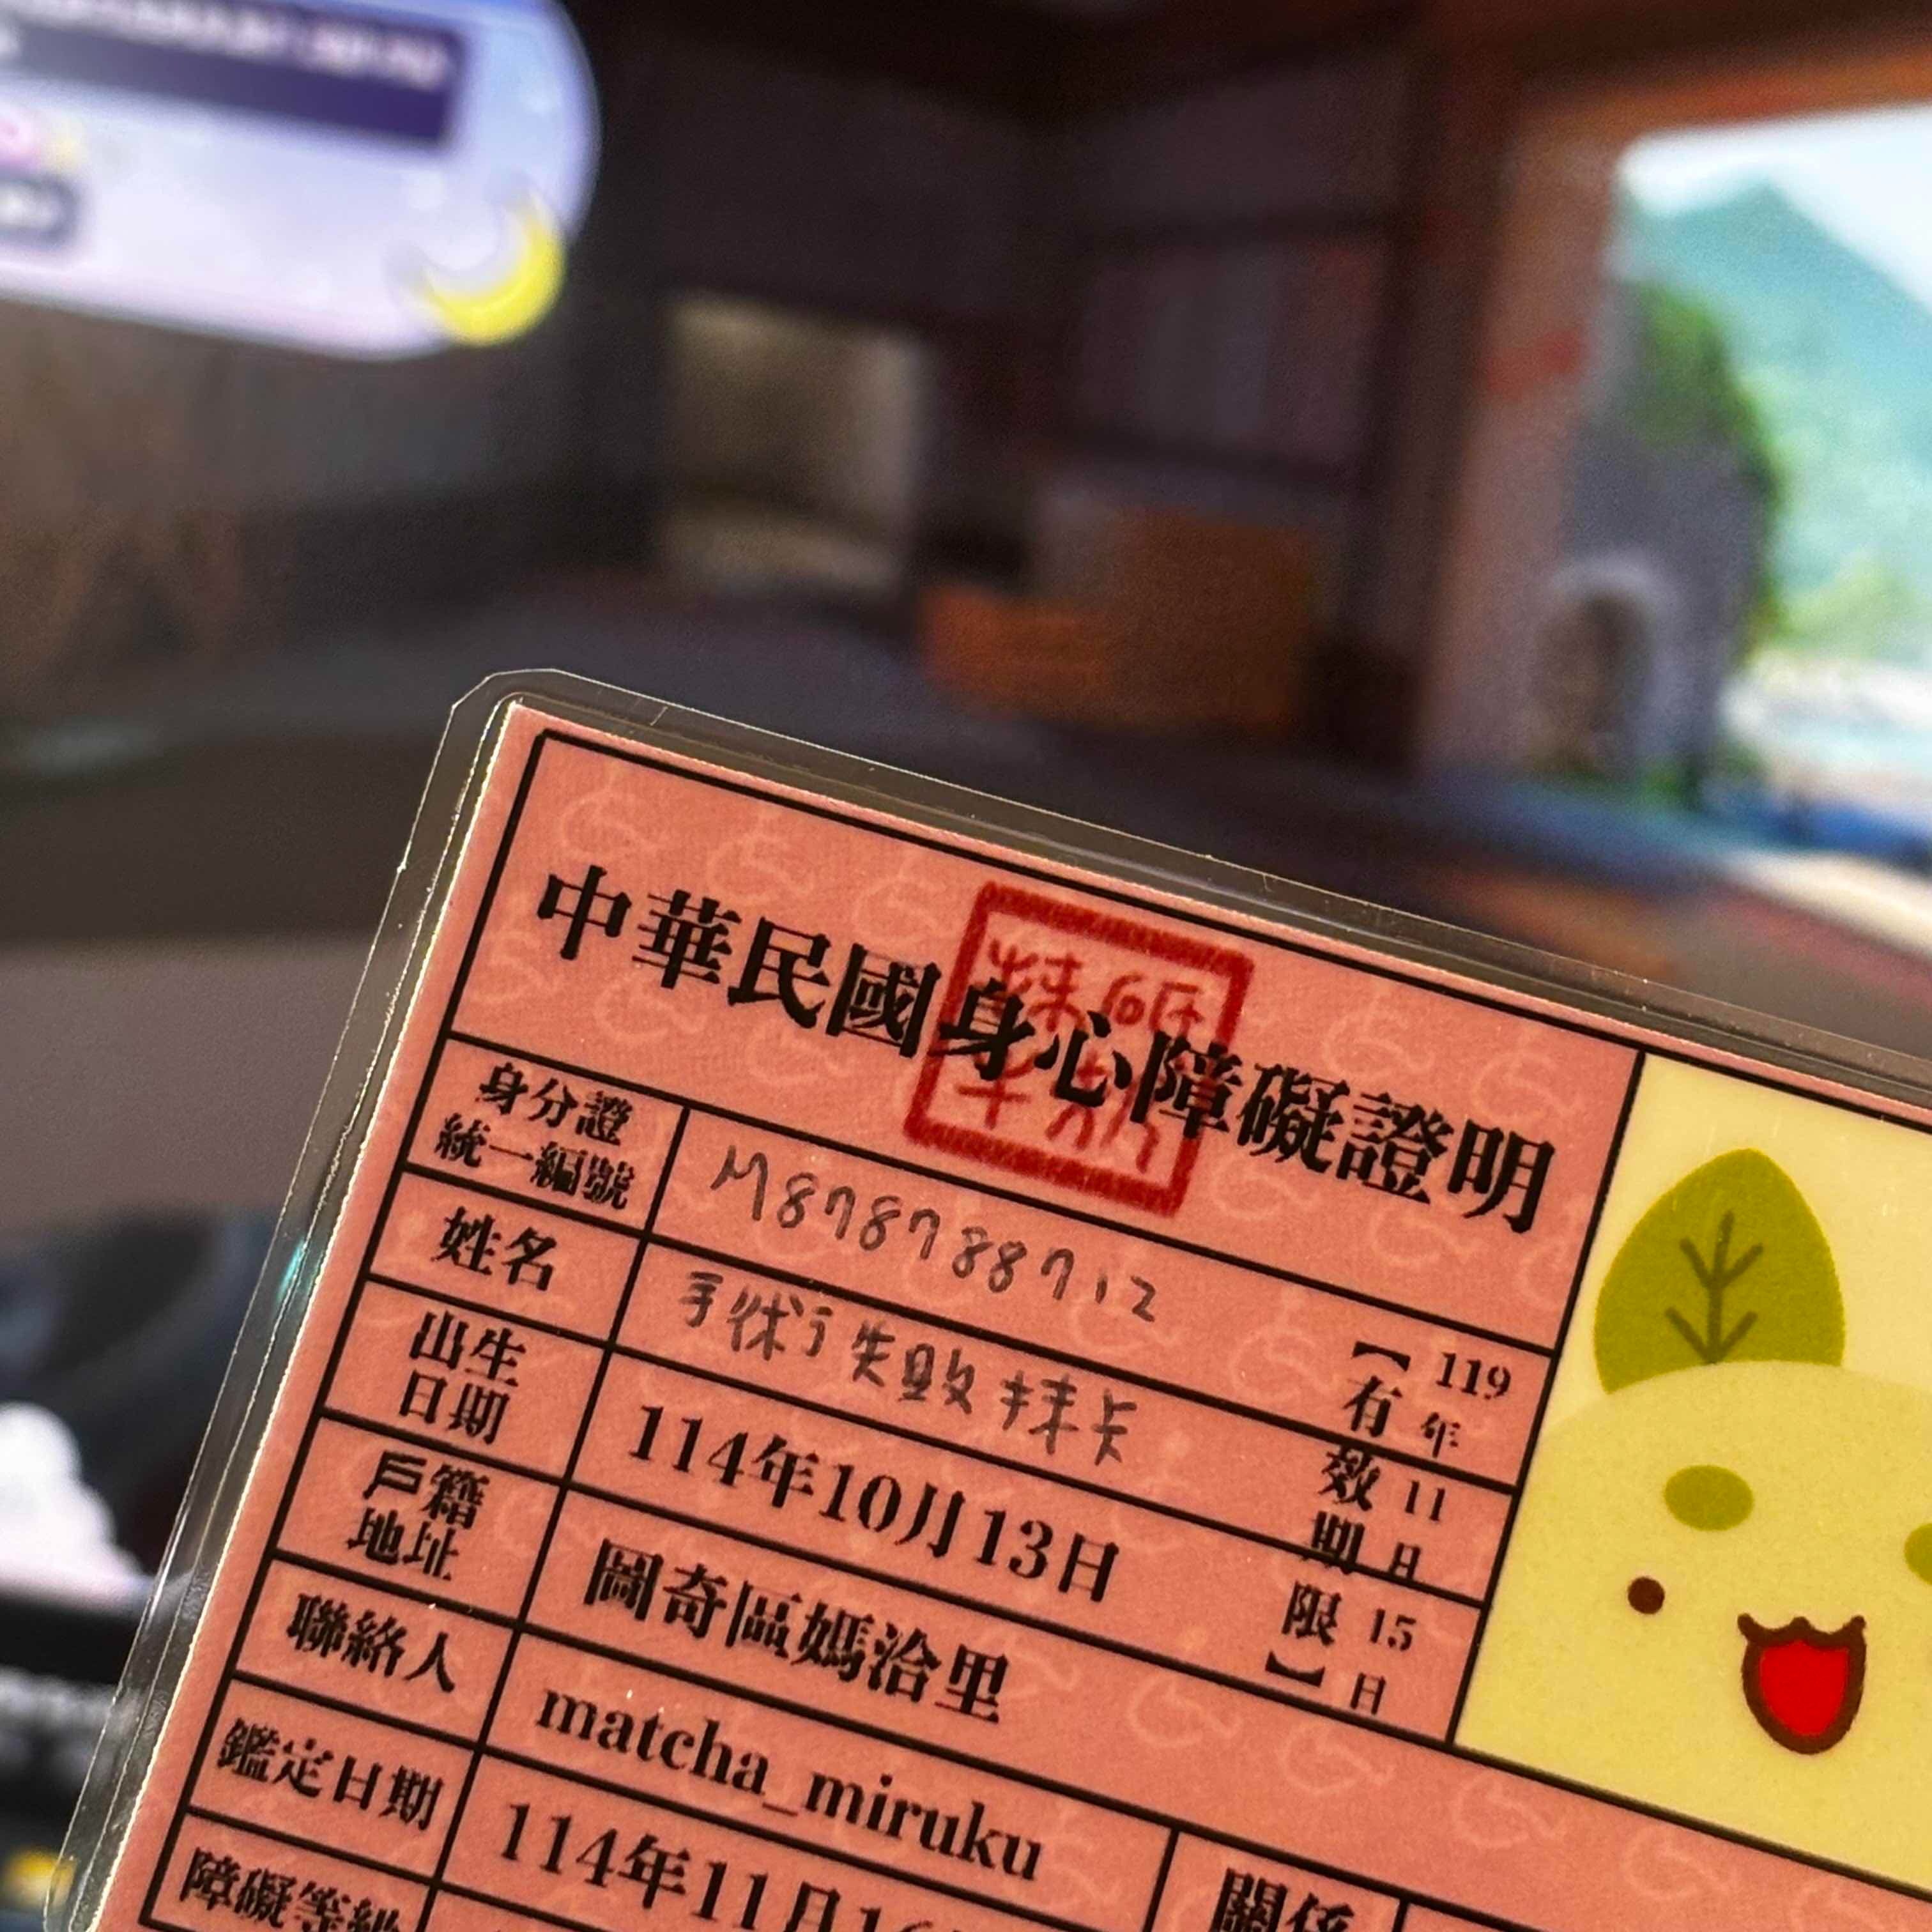 中華民國身心障礙證明
身分證
統一編號
M878788712
姓名
手術失敗抹卡
出生
日期
114年10月13日
【有效期限】
119年11月15日
戶籍
地址
圖奇區媽洽里
聯絡人
matcha_miruku
關係
鑑定日期
114年11月16
障礙等級